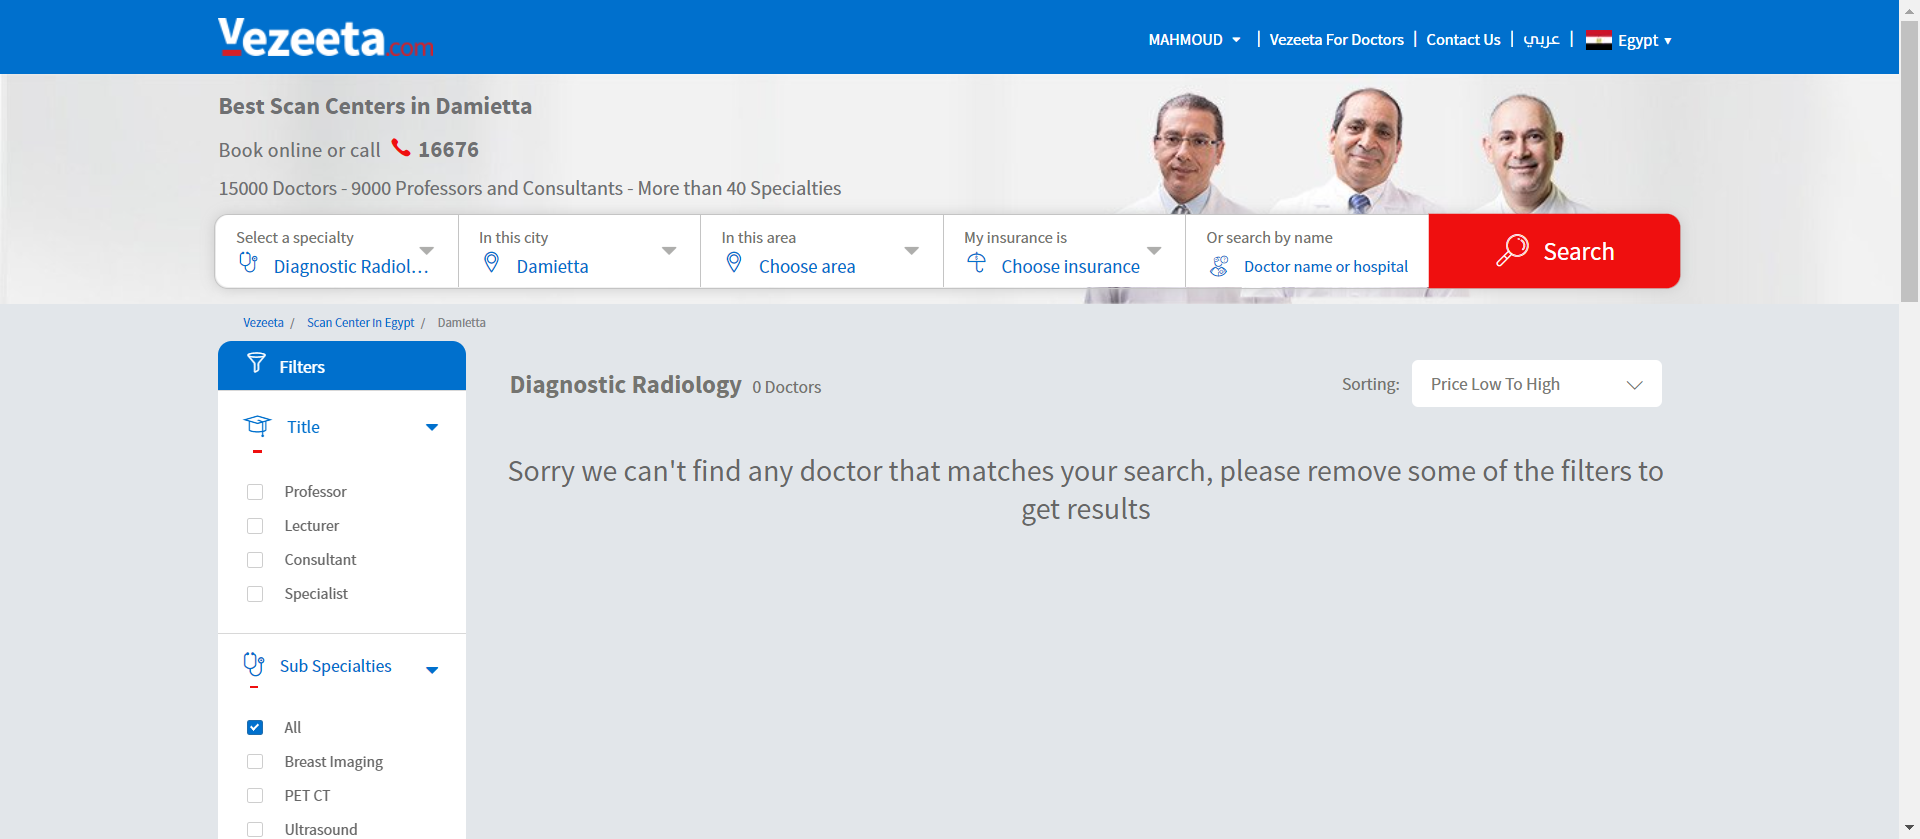 Vezeeta.com
MAHMOUD
Vezeeta For Doctors
Contact Us
عربي
Egypt
Best Scan Centers in Damietta
Book online or call 16676
15000 Doctors - 9000 Professors and Consultants - More than 40 Specialties
Select a specialty
Diagnostic Radiol...
In this city
Damietta
In this area
Choose area
My insurance is
Choose insurance
Or search by name
Doctor name or hospital
Search
Vezeeta / Scan Center in Egypt / Damietta
Filters
Title
Professor
Lecturer
Consultant
Specialist
Sub Specialties
All
Breast Imaging
PET CT
Ultrasound
Diagnostic Radiology 0 Doctors
Sorting: Price Low To High
Sorry we can't find any doctor that matches your search, please remove some of the filters to
get results